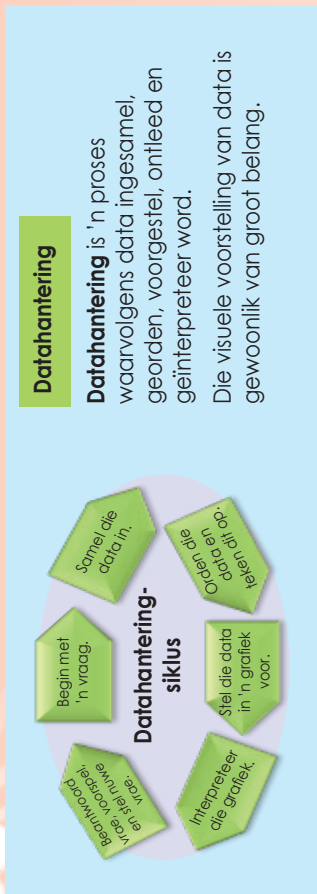 Datahantering
Datahantering is 'n proses
waarvolgens data ingesamel,
georden, voorgestel, ontleed en
geïnterpreteer word.
Die visuele voorstelling van data is
gewoonlik van groot belang.
Datahantering-
siklus
Begin met
'n vraag.
Samel die
data in.
Orden die
data en
teken dit op.
Stel die data
in 'n grafiek
voor.
Interpreteer
die grafiek.
Beantwoord
vrae, voorspel,
en stel nuwe
vrae.